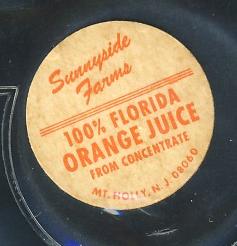 Sunnyside
Farms
100% FLORIDA
ORANGE JUICE
FROM CONCENTRATE
MT. HOLLY, N. J. 08060